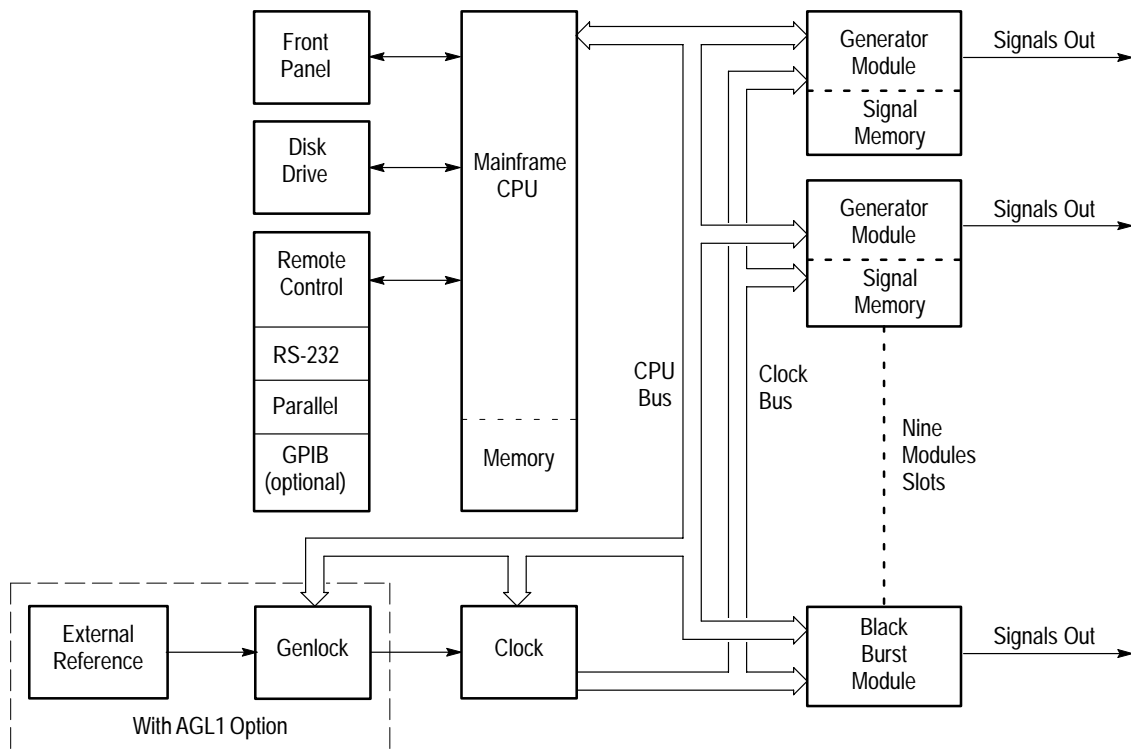 Front
Panel
Disk
Drive
Remote
Control
RS-232
Parallel
GPIB
(optional)
Mainframe
CPU
Memory
CPU
Bus
Clock
Bus
Generator
Module
Signal
Memory
Signals Out
Generator
Module
Signal
Memory
Signals Out
Nine
Modules
Slots
External
Reference
Genlock
With AGL1 Option
Clock
Black
Burst
Module
Signals Out